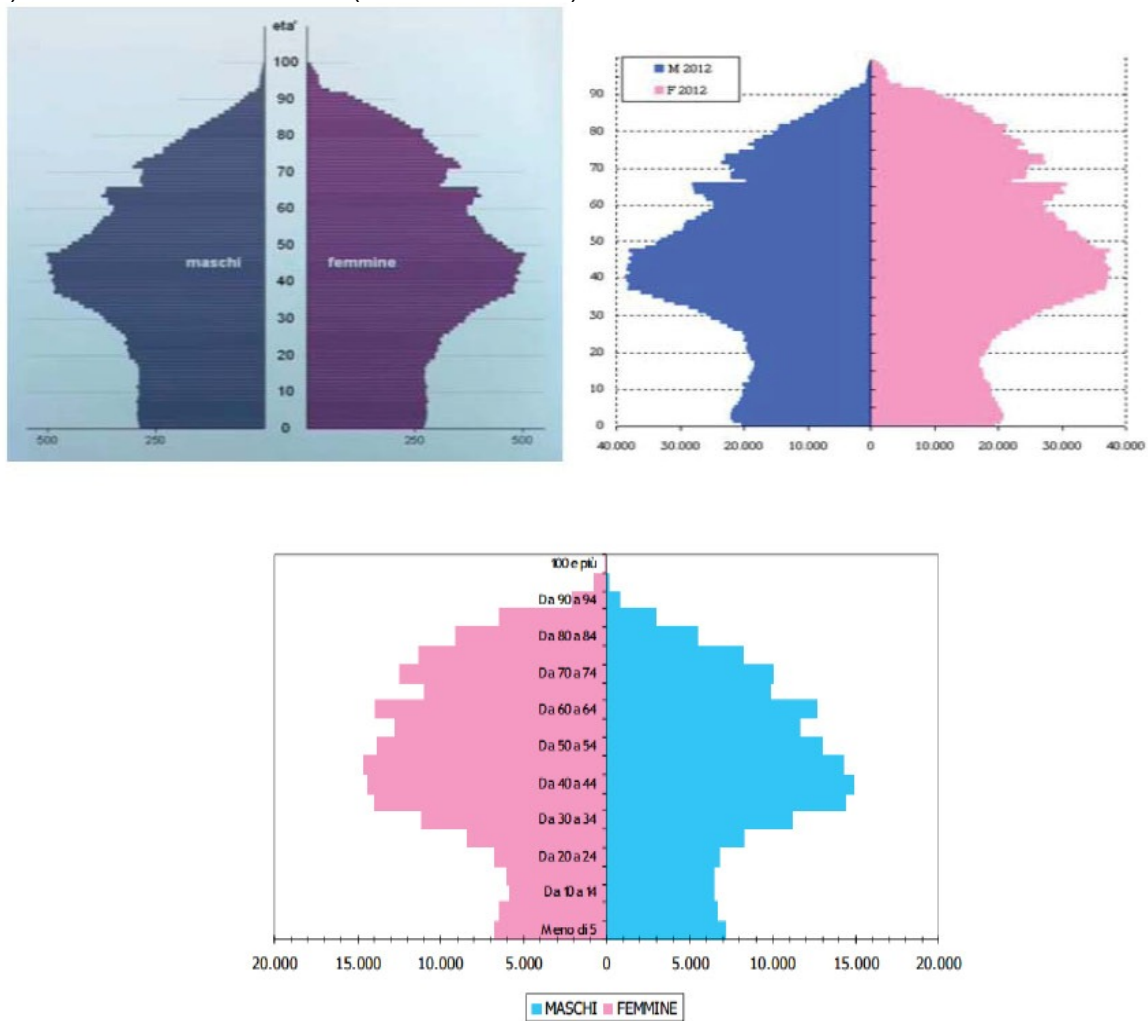 eta'
100
90
80
70
60
50
40
30
20
10
0
maschi
femmine
500
250
250
500
M 2012
F 2012
90
80
70
60
50
40
30
20
10
0
40.000 30.000 20.000 10.000 0 10.000 20.000 30.000 40.000
100 e più
Da 90 a 94
Da 80 a 84
Da 70 a 74
Da 60 a 64
Da 50 a 54
Da 40 a 44
Da 30 a 34
Da 20 a 24
Da 10 a 14
Meno di 5
20.000 15.000 10.000 5.000 0 5.000 10.000 15.000 20.000
MASCHI FEMMINE